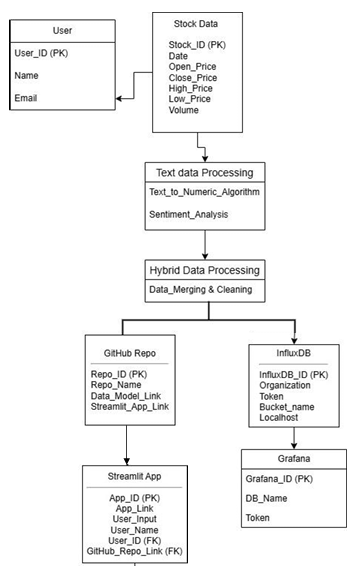 User
User_ID (PK)
Name
Email
Stock Data
Stock_ID (PK)
Date
Open_Price
Close_Price
High_Price
Low_Price
Volume
Text data Processing
Text_to_Numeric_Algorithm
Sentiment_Analysis
Hybrid Data Processing
Data_Merging & Cleaning
GitHub Repo
Repo_ID (PK)
Repo_Name
Data_Model_Link
Streamlit_App_Link
InfluxDB
InfluxDB_ID (PK)
Organization
Token
Bucket_name
Localhost
Streamlit App
App_ID (PK)
App_Link
User_Input
User_Name
User_ID (FK)
GitHub_Repo_Link (FK)
Grafana
Grafana_ID (PK)
DB_Name
Token